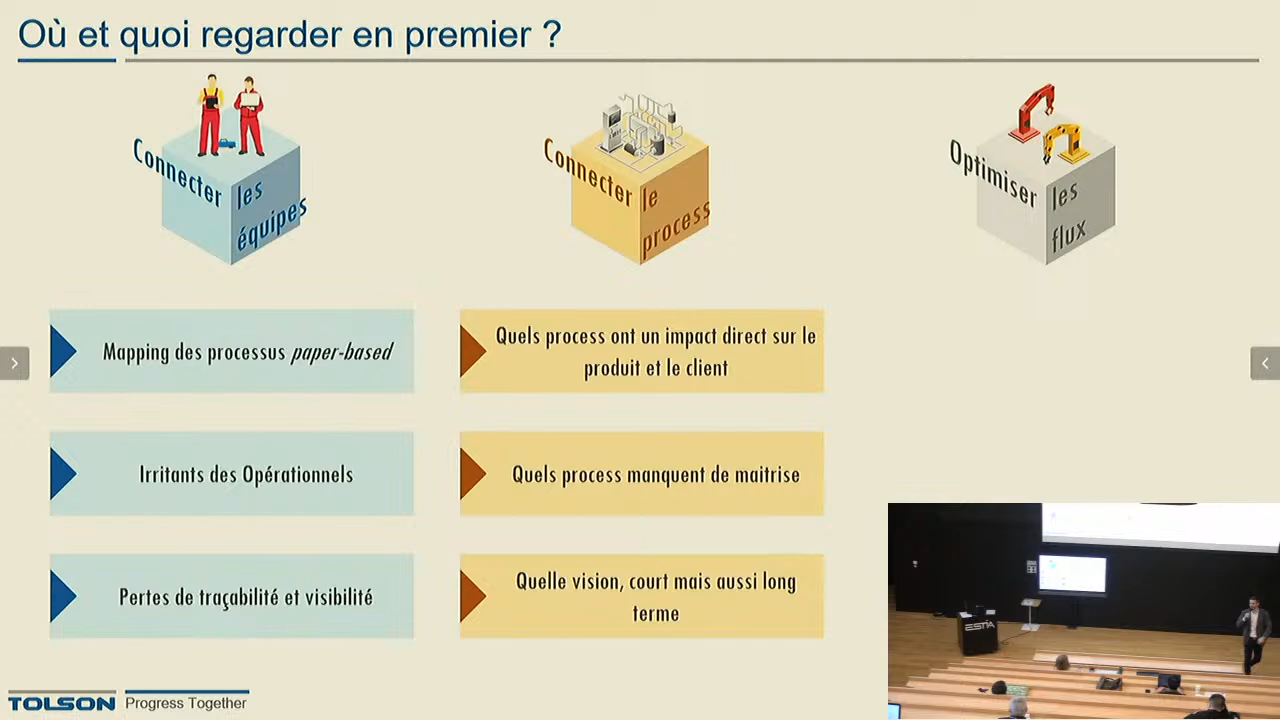 Où et quoi regarder en premier ?
Connecter les
équipes
Connecter le
process
Optimiser les
flux
Mapping des processus paper-based
Irritants des Opérationnels
Pertes de traçabilité et visibilité
Quels process ont un impact direct sur le
produit et le client
Quels process manquent de maitrise
Quelle vision, court mais aussi long
terme
ESTIA
TOLSON Progress Together